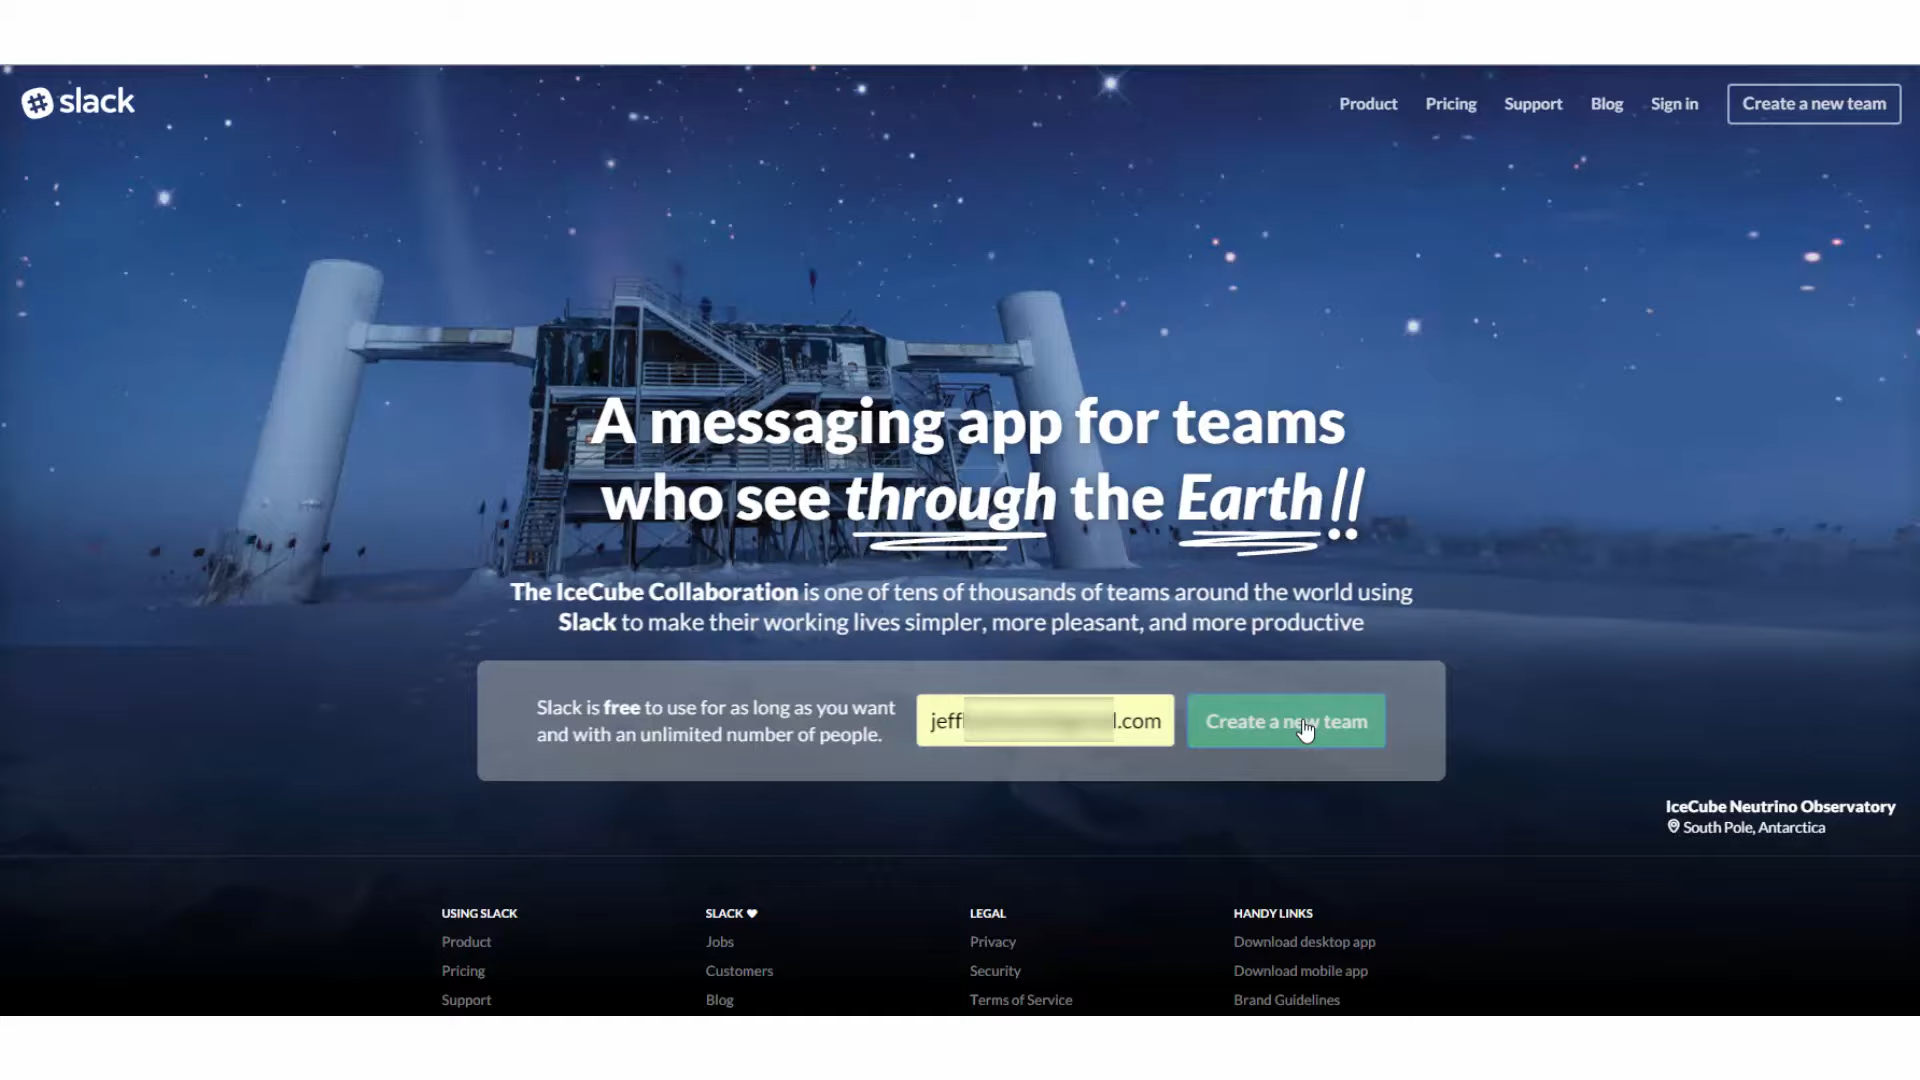 slack
Product
Pricing
Support
Blog
Sign in
Create a new team
A messaging app for teams
who see through the Earth!!
The IceCube Collaboration is one of tens of thousands of teams around the world using
Slack to make their working lives simpler, more pleasant, and more productive
Slack is free to use for as long as you want
and with an unlimited number of people.
jeff
l.com
Create a new team
IceCube Neutrino Observatory
South Pole, Antarctica
USING SLACK
Product
Pricing
Support
SLACK ♥
Jobs
Customers
Blog
LEGAL
Privacy
Security
Terms of Service
HANDY LINKS
Download desktop app
Download mobile app
Brand Guidelines